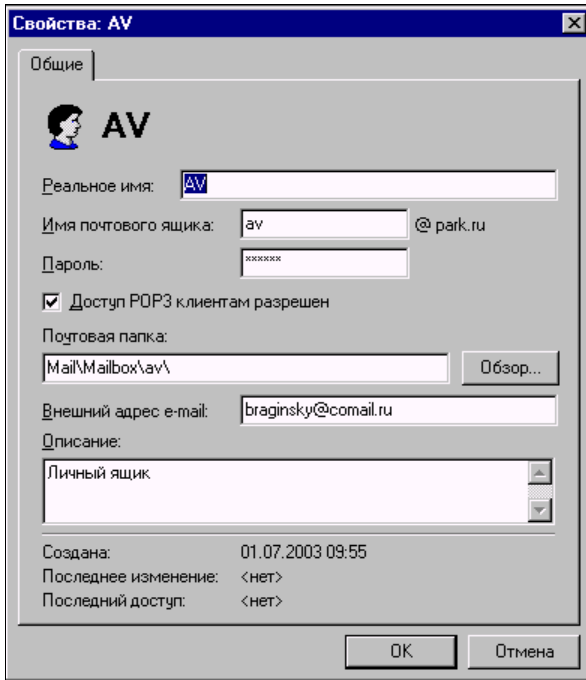 Свойства: AV
Общие
AV
Реальное имя: AV
Имя почтового ящика: av @ park.ru
Пароль: xxxxxx
Доступ POP3 клиентам разрешен
Почтовая папка:
Mail\Mailbox\av\ Обзор...
Внешний адрес e-mail: braginsky@comail.ru
Описание:
Личный ящик
Создана: 01.07.2003 09:55
Последнее изменение: <нет>
Последний доступ: <нет>
OK Отмена